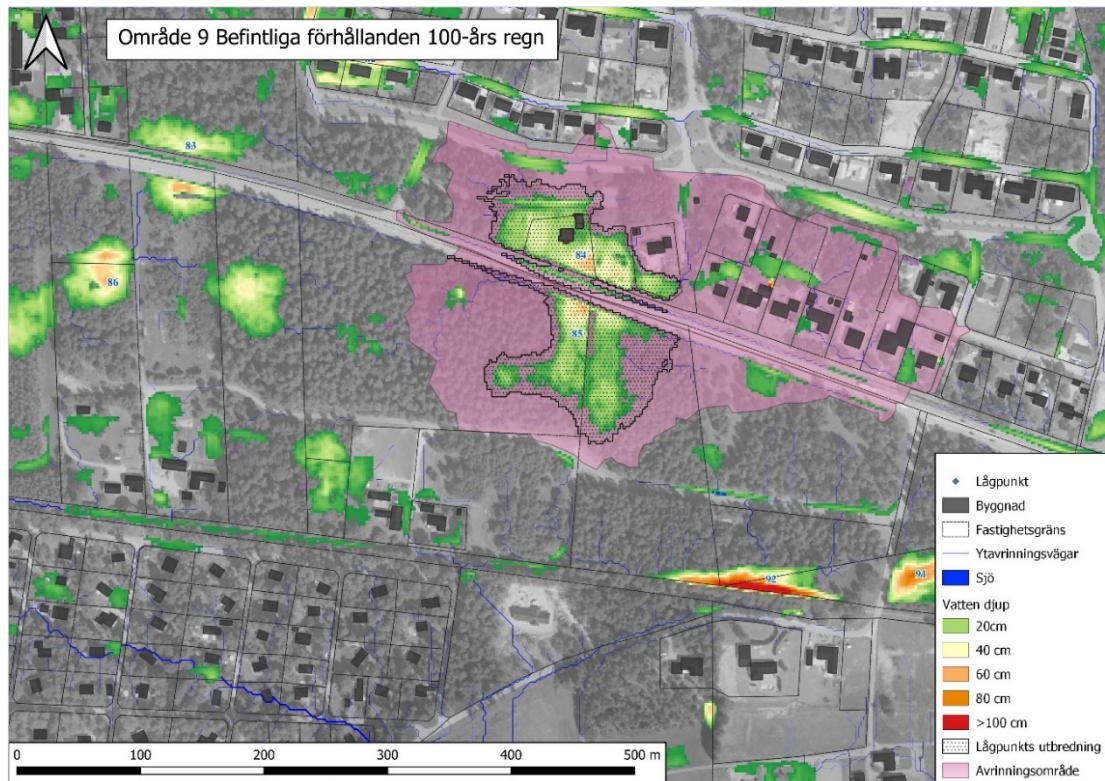 Område 9 Befintliga förhållanden 100-års regn
83
84
86
85
92
94
Lågpunkt
Byggnad
Fastighetsgräns
Ytavrinningsvägar
Sjö
Vatten djup
20cm
40 cm
60 cm
80 cm
>100 cm
Lågpunkts utbredning
Avrinningsområde
0 100 200 300 400 500 m